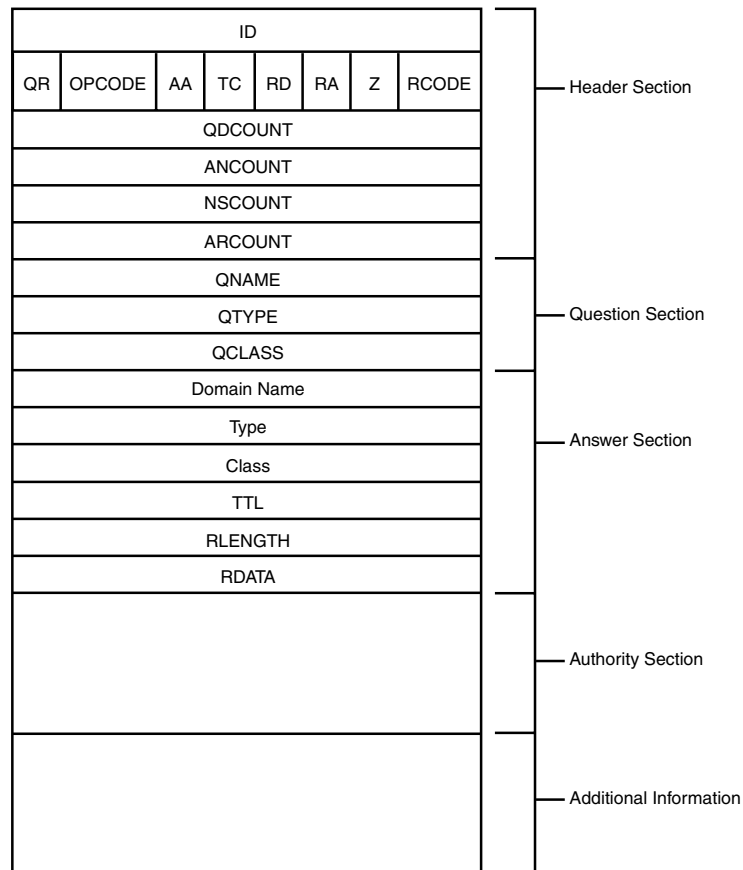 ID
QR OPCODE AA TC RD RA Z RCODE
Header Section
QDCOUNT
ANCOUNT
NSCOUNT
ARCOUNT
QNAME
QTYPE
Question Section
QCLASS
Domain Name
Type
Answer Section
Class
TTL
RLENGTH
RDATA
Authority Section
Additional Information